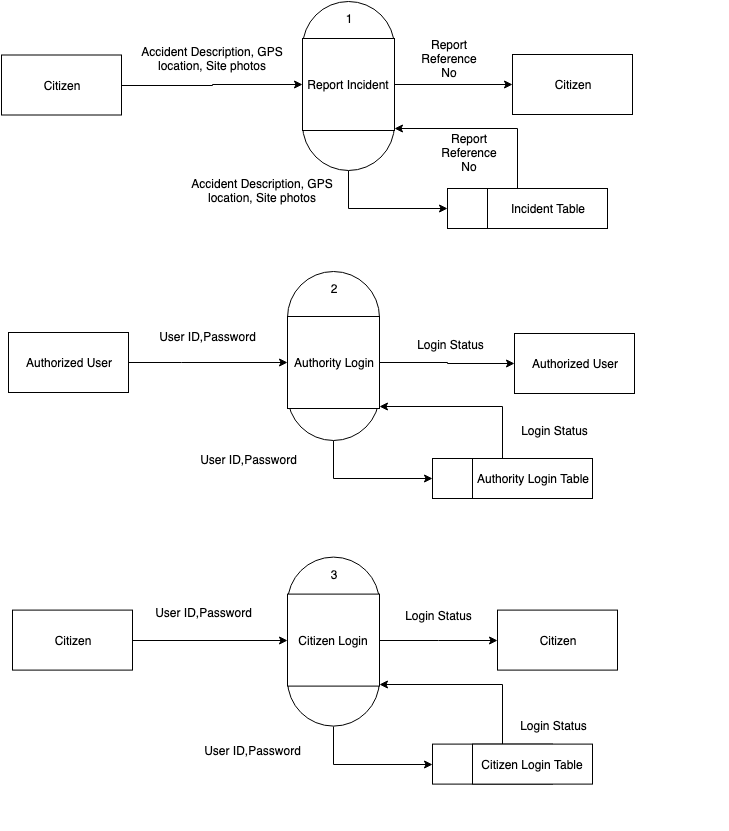 1
Accident Description, GPS
location, Site photos
Report
Reference
No
Citizen
Report Incident
Citizen
Report
Reference
No
Accident Description, GPS
location, Site photos
Incident Table
2
User ID,Password
Login Status
Authorized User
Authority Login
Authorized User
Login Status
User ID,Password
Authority Login Table
3
User ID,Password
Login Status
Citizen
Citizen Login
Citizen
Login Status
User ID,Password
Citizen Login Table